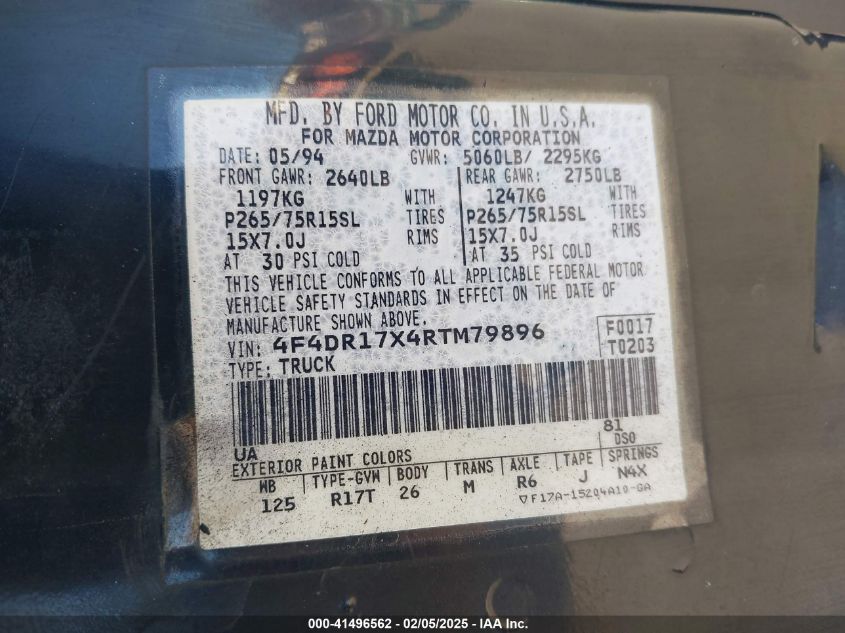 MFD. BY FORD MOTOR CO. IN U.S.A.
FOR MAZDA MOTOR CORPORATION
DATE: 05/94 GVWR: 5060LB/ 2295KG
FRONT GAWR: 2640LB REAR GAWR: 2750LB
1197KG WITH 1247KG WITH
P265/75R15SL TIRES P265/75R15SL TIRES
15X7.0J RIMS 15X7.0J RIMS
AT 30 PSI COLD AT 35 PSI COLD
THIS VEHICLE CONFORMS TO ALL APPLICABLE FEDERAL MOTOR
VEHICLE SAFETY STANDARDS IN EFFECT ON THE DATE OF
MANUFACTURE SHOWN ABOVE.
VIN: 4F4DR17X4RTM79896 F0017
TYPE: TRUCK T0203
UA 81
EXTERIOR PAINT COLORS DSO
WB TYPE-GVW BODY TRANS AXLE TAPE SPRINGS
125 R17T 26 M R6 J N4X
▽F17A-15204A10-GA
000-41496562 - 02/05/2025 - IAA Inc.